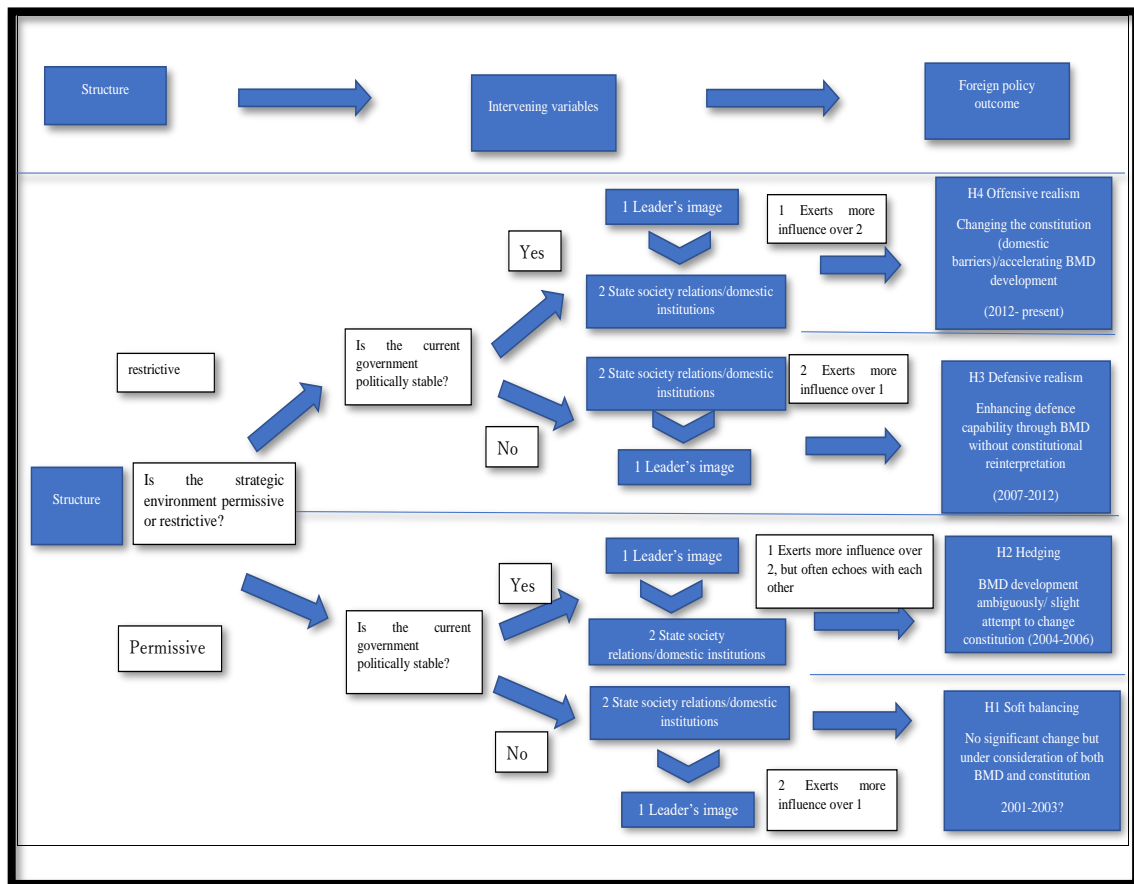 Structure
Intervening variables
Foreign policy
outcome
1 Leader's image
1 Exerts more
influence over 2
H4 Offensive realism
Changing the constitution
(domestic
barriers)/accelerating BMD
development
(2012- present)
Yes
2 State society relations/domestic
institutions
restrictive
Is the current
government
politically stable?
2 State society relations/domestic
institutions
2 Exerts more
influence over 1
H3 Defensive realism
Enhancing defence
capability through BMD
without constitutional
reinterpretation
(2007-2012)
No
1 Leader's image
Structure
Is the strategic
environment permissive
or restrictive?
1 Leader's image
1 Exerts more influence over
2, but often echoes with each
other
H2 Hedging
BMD development
ambiguously/ slight
attempt to change
constitution (2004-2006)
Yes
Permissive
Is the current
government
politically stable?
2 State society
relations/domestic institutions
2 State society relations/domestic
institutions
H1 Soft balancing
No significant change but
under consideration of both
BMD and constitution
2001-2003?
No
1 Leader's image
2 Exerts more
influence over 1